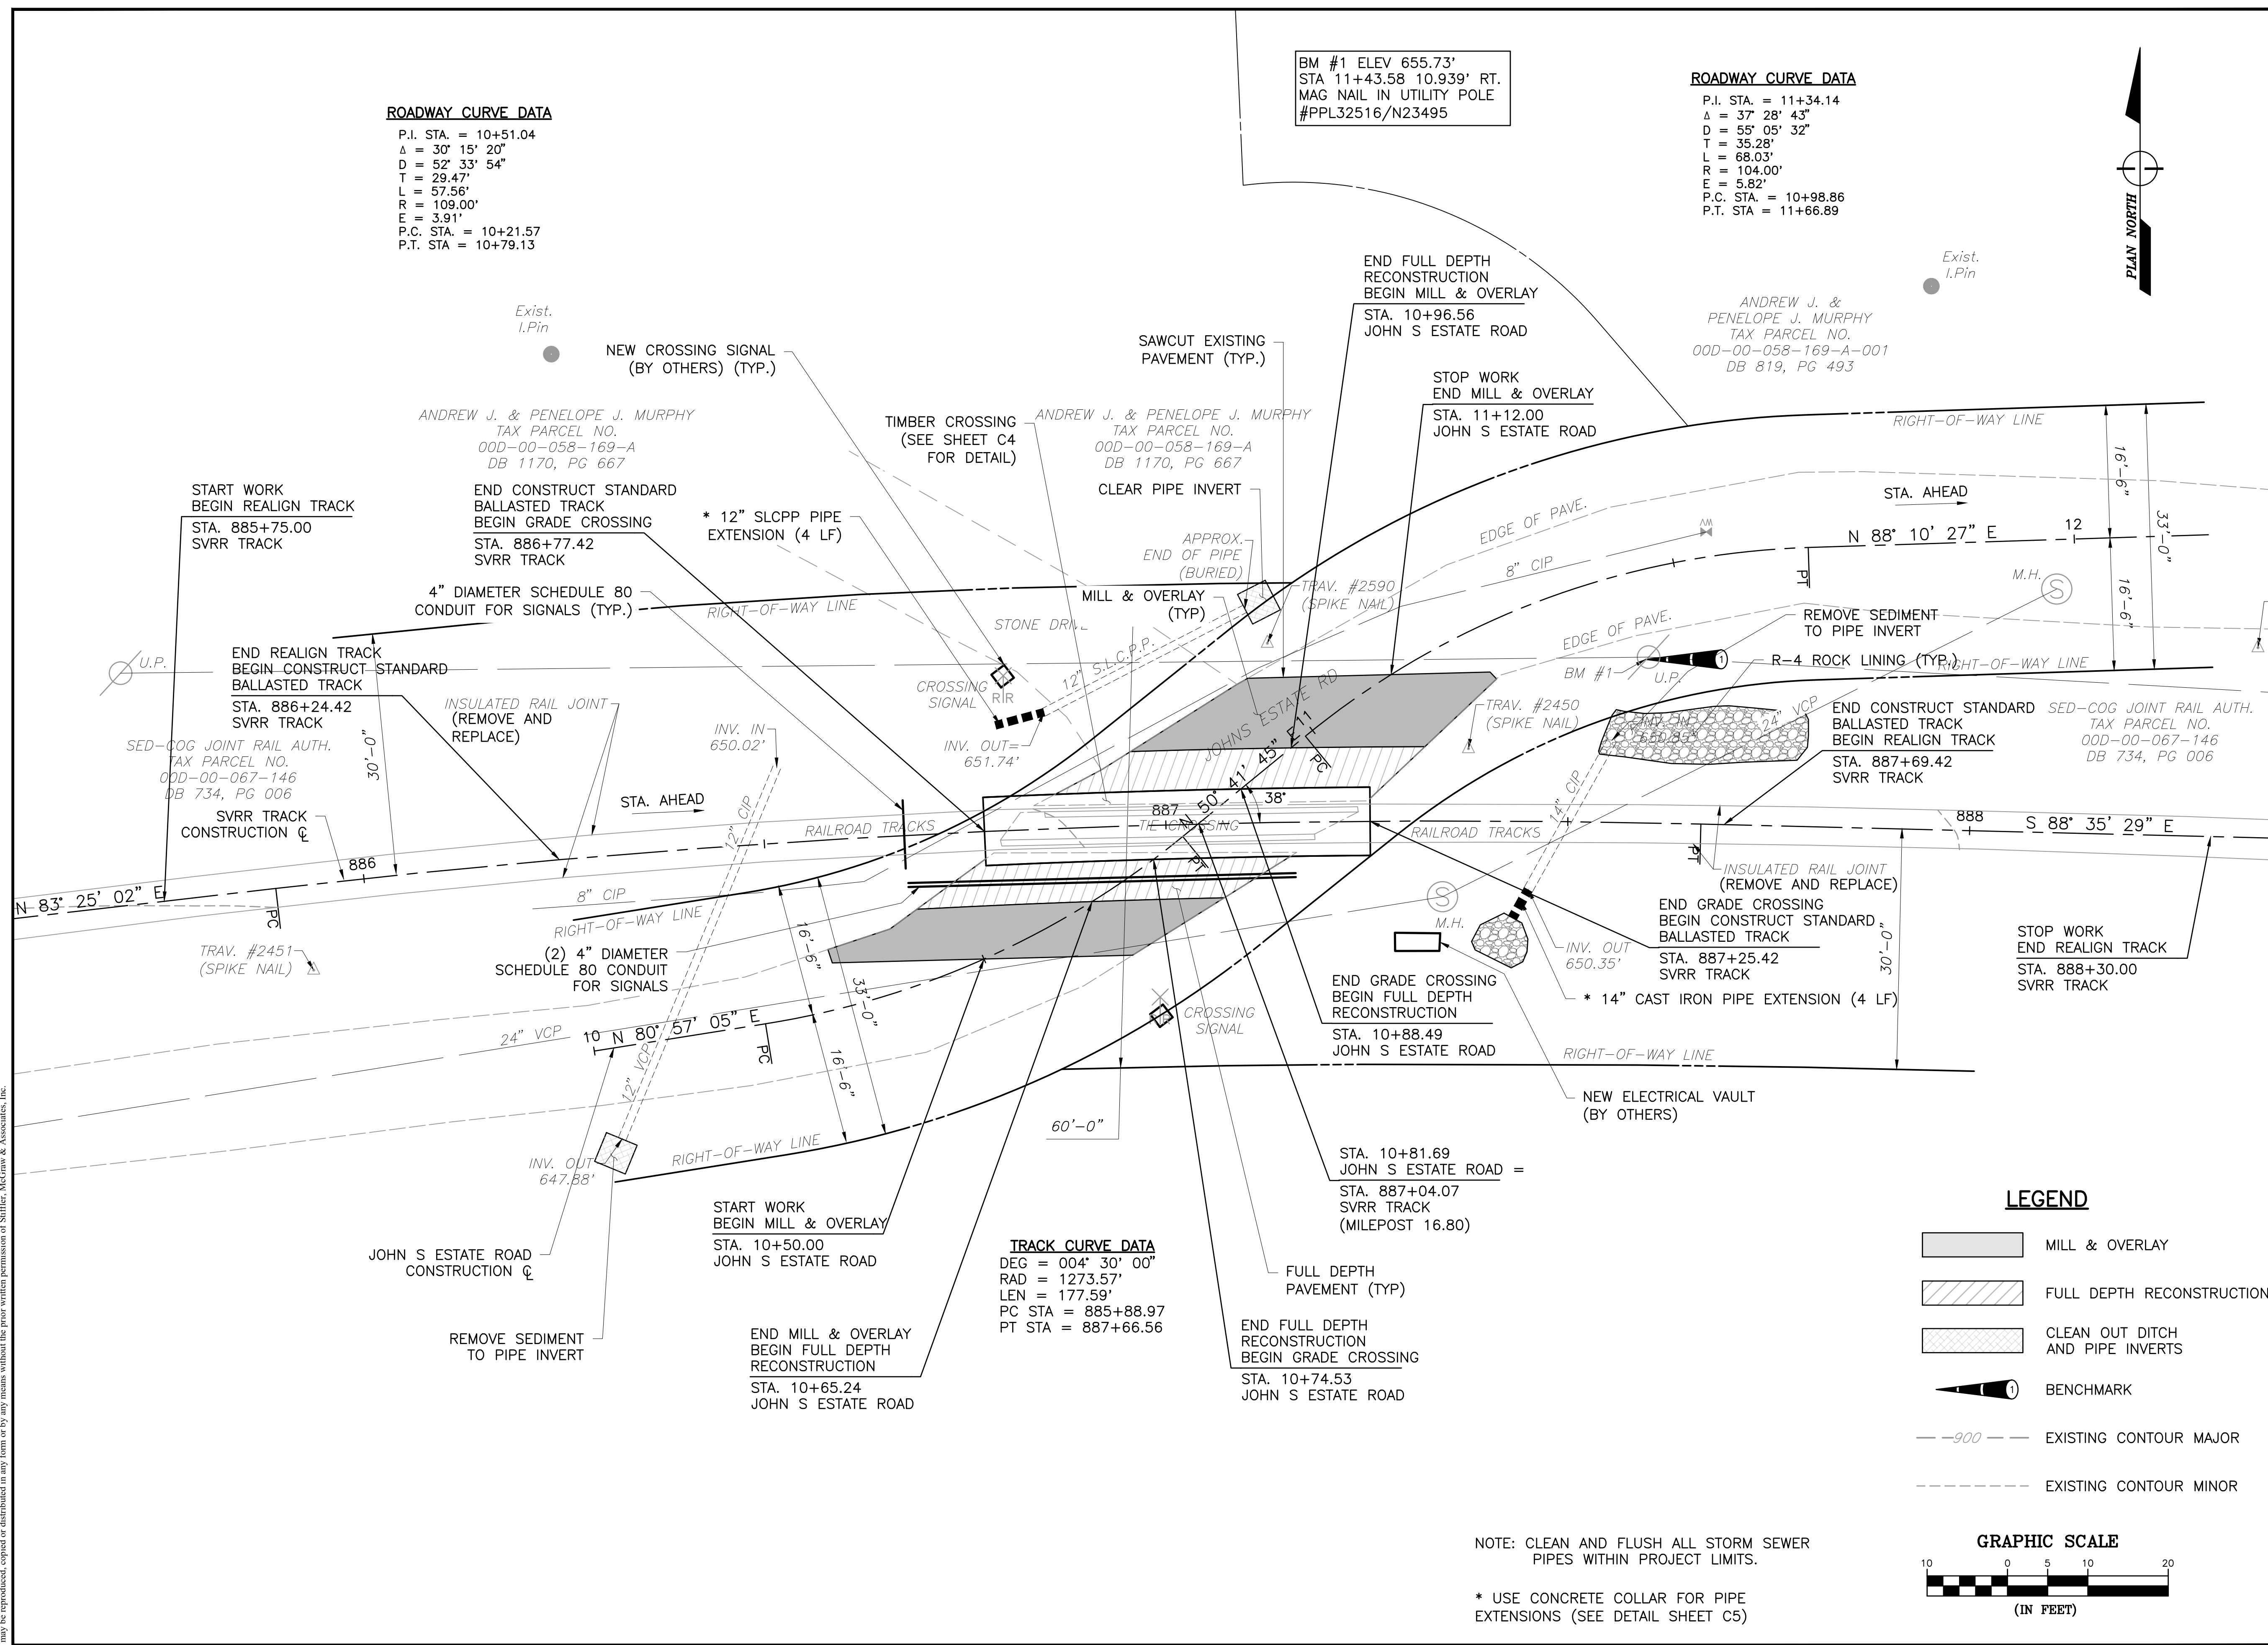 BM #1 ELEV 655.73'
STA 11+43.58 10.939' RT.
MAG NAIL IN UTILITY POLE
#PPL32516/N23495
ROADWAY CURVE DATA
P.I. STA. = 10+51.04
Δ = 30° 15' 20"
D = 52° 33' 54"
T = 29.47'
L = 57.56'
R = 109.00'
E = 3.91'
P.C. STA. = 10+21.57
P.T. STA = 10+79.13
ROADWAY CURVE DATA
P.I. STA. = 11+34.14
Δ = 37° 28' 43"
D = 55° 05' 32"
T = 35.28'
L = 68.03'
R = 104.00'
E = 5.82'
P.C. STA. = 10+98.86
P.T. STA = 11+66.89
PLAN NORTH
Exist.
I.Pin
Exist.
I.Pin
NEW CROSSING SIGNAL
(BY OTHERS) (TYP.)
SAWCUT EXISTING
PAVEMENT (TYP.)
END FULL DEPTH
RECONSTRUCTION
BEGIN MILL & OVERLAY
STA. 10+96.56
JOHN S ESTATE ROAD
ANDREW J. &
PENELOPE J. MURPHY
TAX PARCEL NO.
00D-00-058-169-A-001
DB 819, PG 493
STOP WORK
END MILL & OVERLAY
STA. 11+12.00
JOHN S ESTATE ROAD
ANDREW J. & PENELOPE J. MURPHY
TAX PARCEL NO.
00D-00-058-169-A
DB 1170, PG 667
TIMBER CROSSING
(SEE SHEET C4
FOR DETAIL)
ANDREW J. & PENELOPE J. MURPHY
TAX PARCEL NO.
00D-00-058-169-A
DB 1170, PG 667
RIGHT-OF-WAY LINE
16'-6"
33'-0"
16'-6"
START WORK
BEGIN REALIGN TRACK
STA. 885+75.00
SVRR TRACK
END CONSTRUCT STANDARD
BALLASTED TRACK
BEGIN GRADE CROSSING
STA. 886+77.42
SVRR TRACK
* 12" SLCPP PIPE
EXTENSION (4 LF)
CLEAR PIPE INVERT
APPROX.
END OF PIPE
(BURIED)
EDGE OF PAVE.
STA. AHEAD
N 88° 10' 27" E
12
8" CIP
PT
M.H.
S
4" DIAMETER SCHEDULE 80
CONDUIT FOR SIGNALS (TYP.)
RIGHT-OF-WAY LINE
MILL & OVERLAY
(TYP)
TRAV. #2590
(SPIKE NAIL)
REMOVE SEDIMENT
TO PIPE INVERT
EDGE OF PAVE.
STONE
U.P.
END REALIGN TRACK
BEGIN CONSTRUCT STANDARD
BALLASTED TRACK
STA. 886+24.42
SVRR TRACK
30'-0"
INSULATED RAIL JOINT
(REMOVE AND
REPLACE)
CROSSING
SIGNAL
R R
12" S.L.C.P.P.
JOHNS ESTATE RD
BM #1
U.P.
1
R-4 ROCK LINING (TYP.)
RIGHT-OF-WAY LINE
TRAV. #2450
(SPIKE NAIL)
SED-COG JOINT RAIL AUTH.
TAX PARCEL NO.
00D-00-067-146
DB 734, PG 006
INV. IN
650.02'
INV. OUT=
651.74'
11
PC
N 50° 41' 45" E
INV. IN
650.85'
24" VCP
END CONSTRUCT STANDARD
BALLASTED TRACK
BEGIN REALIGN TRACK
STA. 887+69.42
SVRR TRACK
SED-COG JOINT RAIL AUTH.
TAX PARCEL NO.
00D-00-067-146
DB 734, PG 006
SVRR TRACK
CONSTRUCTION ℄
STA. AHEAD
RAILROAD TRACKS
12" CIP
887
38°
TIE CROSSING
RAILROAD TRACKS
14" CIP
888
S 88° 35' 29" E
886
N 83° 25' 02" E
PC
8" CIP
RIGHT-OF-WAY LINE
PT
PT
INSULATED RAIL JOINT
(REMOVE AND REPLACE)
S
M.H.
TRAV. #2451
(SPIKE NAIL)
(2) 4" DIAMETER
SCHEDULE 80 CONDUIT
FOR SIGNALS
16'-6"
33'-0"
16'-6"
INV. OUT
650.35'
END GRADE CROSSING
BEGIN CONSTRUCT STANDARD
BALLASTED TRACK
STA. 887+25.42
SVRR TRACK
30'-0"
STOP WORK
END REALIGN TRACK
STA. 888+30.00
SVRR TRACK
END GRADE CROSSING
BEGIN FULL DEPTH
RECONSTRUCTION
STA. 10+88.49
JOHN S ESTATE ROAD
* 14" CAST IRON PIPE EXTENSION (4 LF)
CROSSING
SIGNAL
24" VCP
10 N 80° 57' 05" E
PC
12" VCP
RIGHT-OF-WAY LINE
NEW ELECTRICAL VAULT
(BY OTHERS)
60'-0"
INV. OUT
647.88'
RIGHT-OF-WAY LINE
STA. 10+81.69
JOHN S ESTATE ROAD =
STA. 887+04.07
SVRR TRACK
(MILEPOST 16.80)
START WORK
BEGIN MILL & OVERLAY
STA. 10+50.00
JOHN S ESTATE ROAD
JOHN S ESTATE ROAD
CONSTRUCTION ℄
TRACK CURVE DATA
DEG = 004° 30' 00"
RAD = 1273.57'
LEN = 177.59'
PC STA = 885+88.97
PT STA = 887+66.56
FULL DEPTH
PAVEMENT (TYP)
REMOVE SEDIMENT
TO PIPE INVERT
END MILL & OVERLAY
BEGIN FULL DEPTH
RECONSTRUCTION
STA. 10+65.24
JOHN S ESTATE ROAD
END FULL DEPTH
RECONSTRUCTION
BEGIN GRADE CROSSING
STA. 10+74.53
JOHN S ESTATE ROAD
LEGEND
MILL & OVERLAY
FULL DEPTH RECONSTRUCTION
CLEAN OUT DITCH
AND PIPE INVERTS
1
BENCHMARK
900
EXISTING CONTOUR MAJOR
EXISTING CONTOUR MINOR
NOTE: CLEAN AND FLUSH ALL STORM SEWER
PIPES WITHIN PROJECT LIMITS.
* USE CONCRETE COLLAR FOR PIPE
EXTENSIONS (SEE DETAIL SHEET C5)
GRAPHIC SCALE
10 0 5 10 20
(IN FEET)
may be reproduced, copied or distributed in any form or by any means without the prior written permission of Stiffler, McGraw & Associates, Inc.